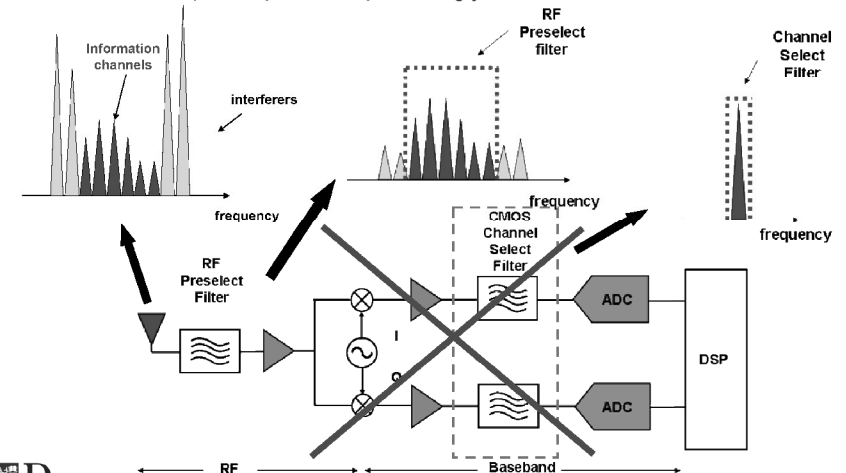 RF
Preselect
filter
Channel
Select
Filter
Information
channels
interferers
frequency
frequency
frequency
CMOS
Channel
Select
Filter
RF
Preselect
Filter
I
Q
ADC
ADC
DSP
RF
Baseband